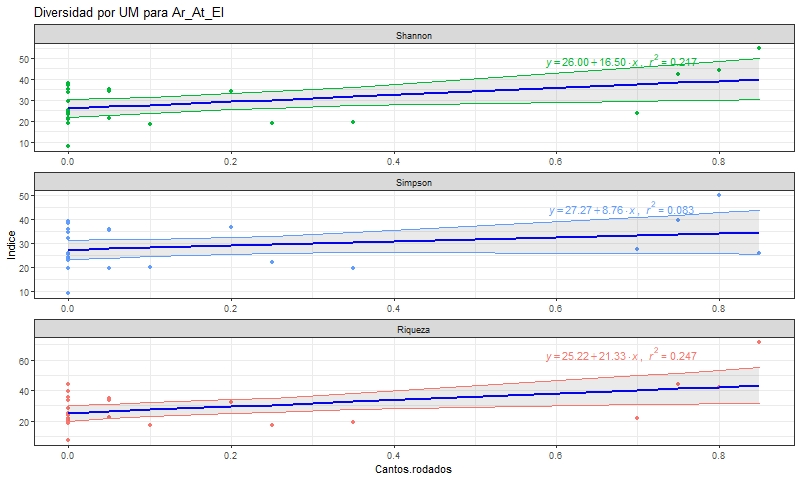 Diversidad por UM para Ar_At_El
Shannon
y = 26.00 + 16.50 · x ,  r² = 0.217
50
40
30
20
10
0.0 0.2 0.4 0.6 0.8
Simpson
y = 27.27 + 8.76 · x ,  r² = 0.083
50
40
30
20
10
0.0 0.2 0.4 0.6 0.8
Indice
Riqueza
y = 25.22 + 21.33 · x ,  r² = 0.247
60
40
20
0.0 0.2 0.4 0.6 0.8
Cantos.rodados